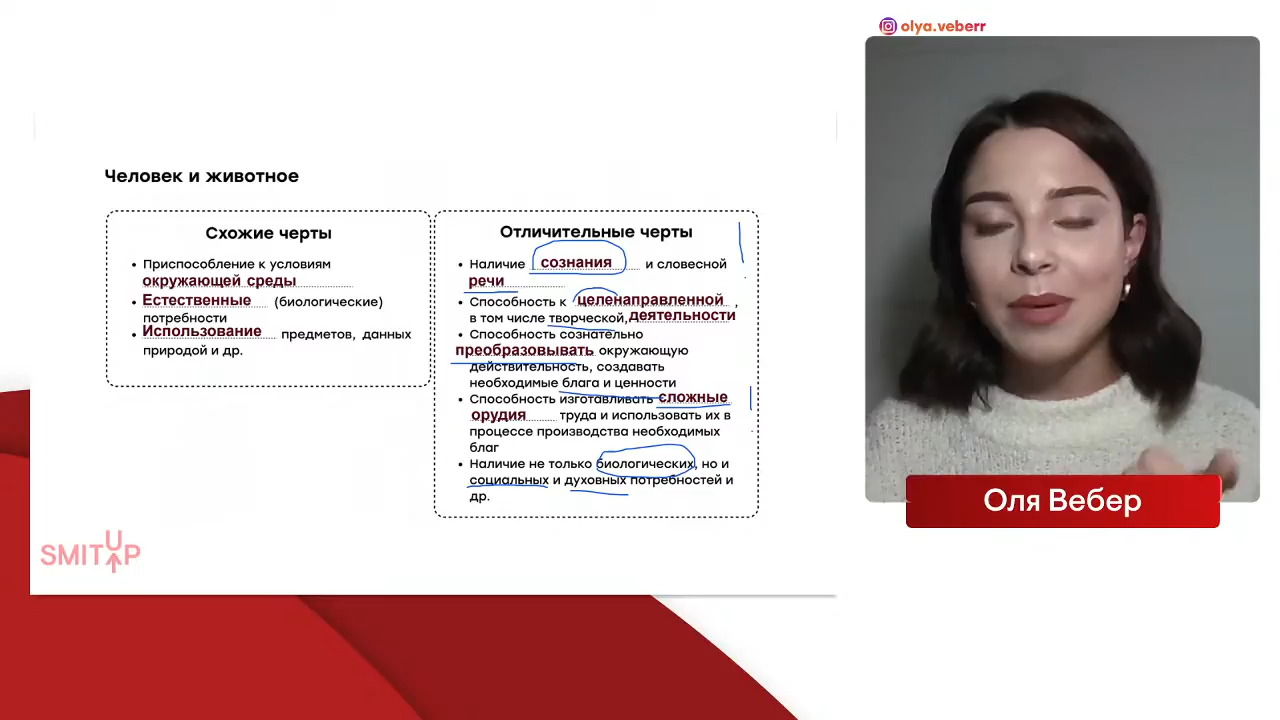 olya.veberr
Человек и животное
Схожие черты
• Приспособление к условиям
окружающей среды
• Естественные (биологические)
потребности
• Использование предметов, данных
природой и др.
Отличительные черты
• Наличие сознания и словесной
речи
• Способность к целенаправленной ,
в том числе творческой, деятельности
• Способность сознательно
преобразовывать окружающую
действительность, создавать
необходимые блага и ценности
• Способность изготавливать сложные
орудия труда и использовать их в
процессе производства необходимых
благ
• Наличие не только биологических, но и
социальных и духовных потребностей и
др.
SMITUP
Оля Вебер